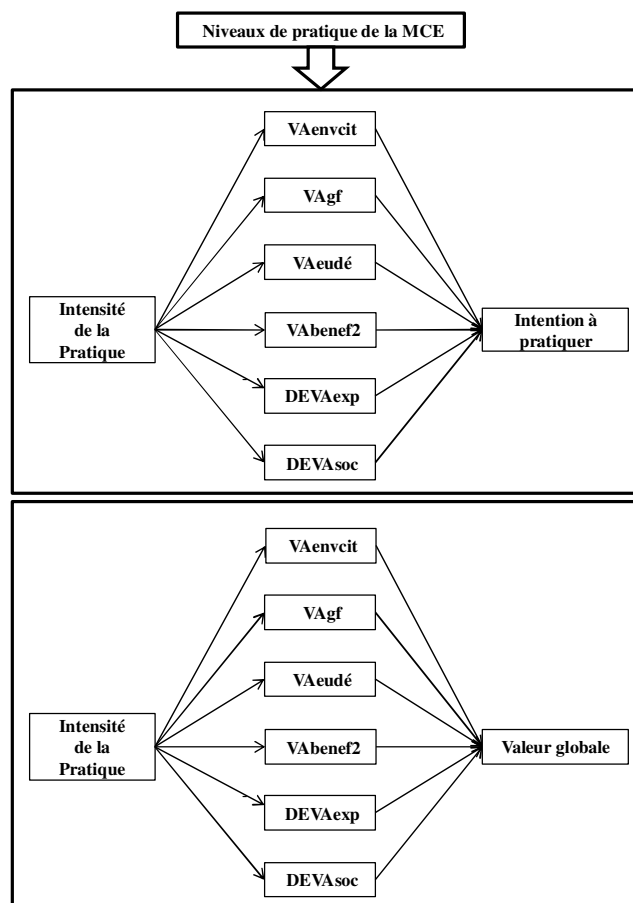 Niveaux de pratique de la MCE
VAenvcit
VAgf
VAeudé
Intensité
de la
Pratique
VAbenef2
Intention à
pratiquer
DEVAexp
DEVAsoc
VAenvcit
VAgf
VAeudé
Intensité
de la
Pratique
VAbenef2
Valeur globale
DEVAexp
DEVAsoc